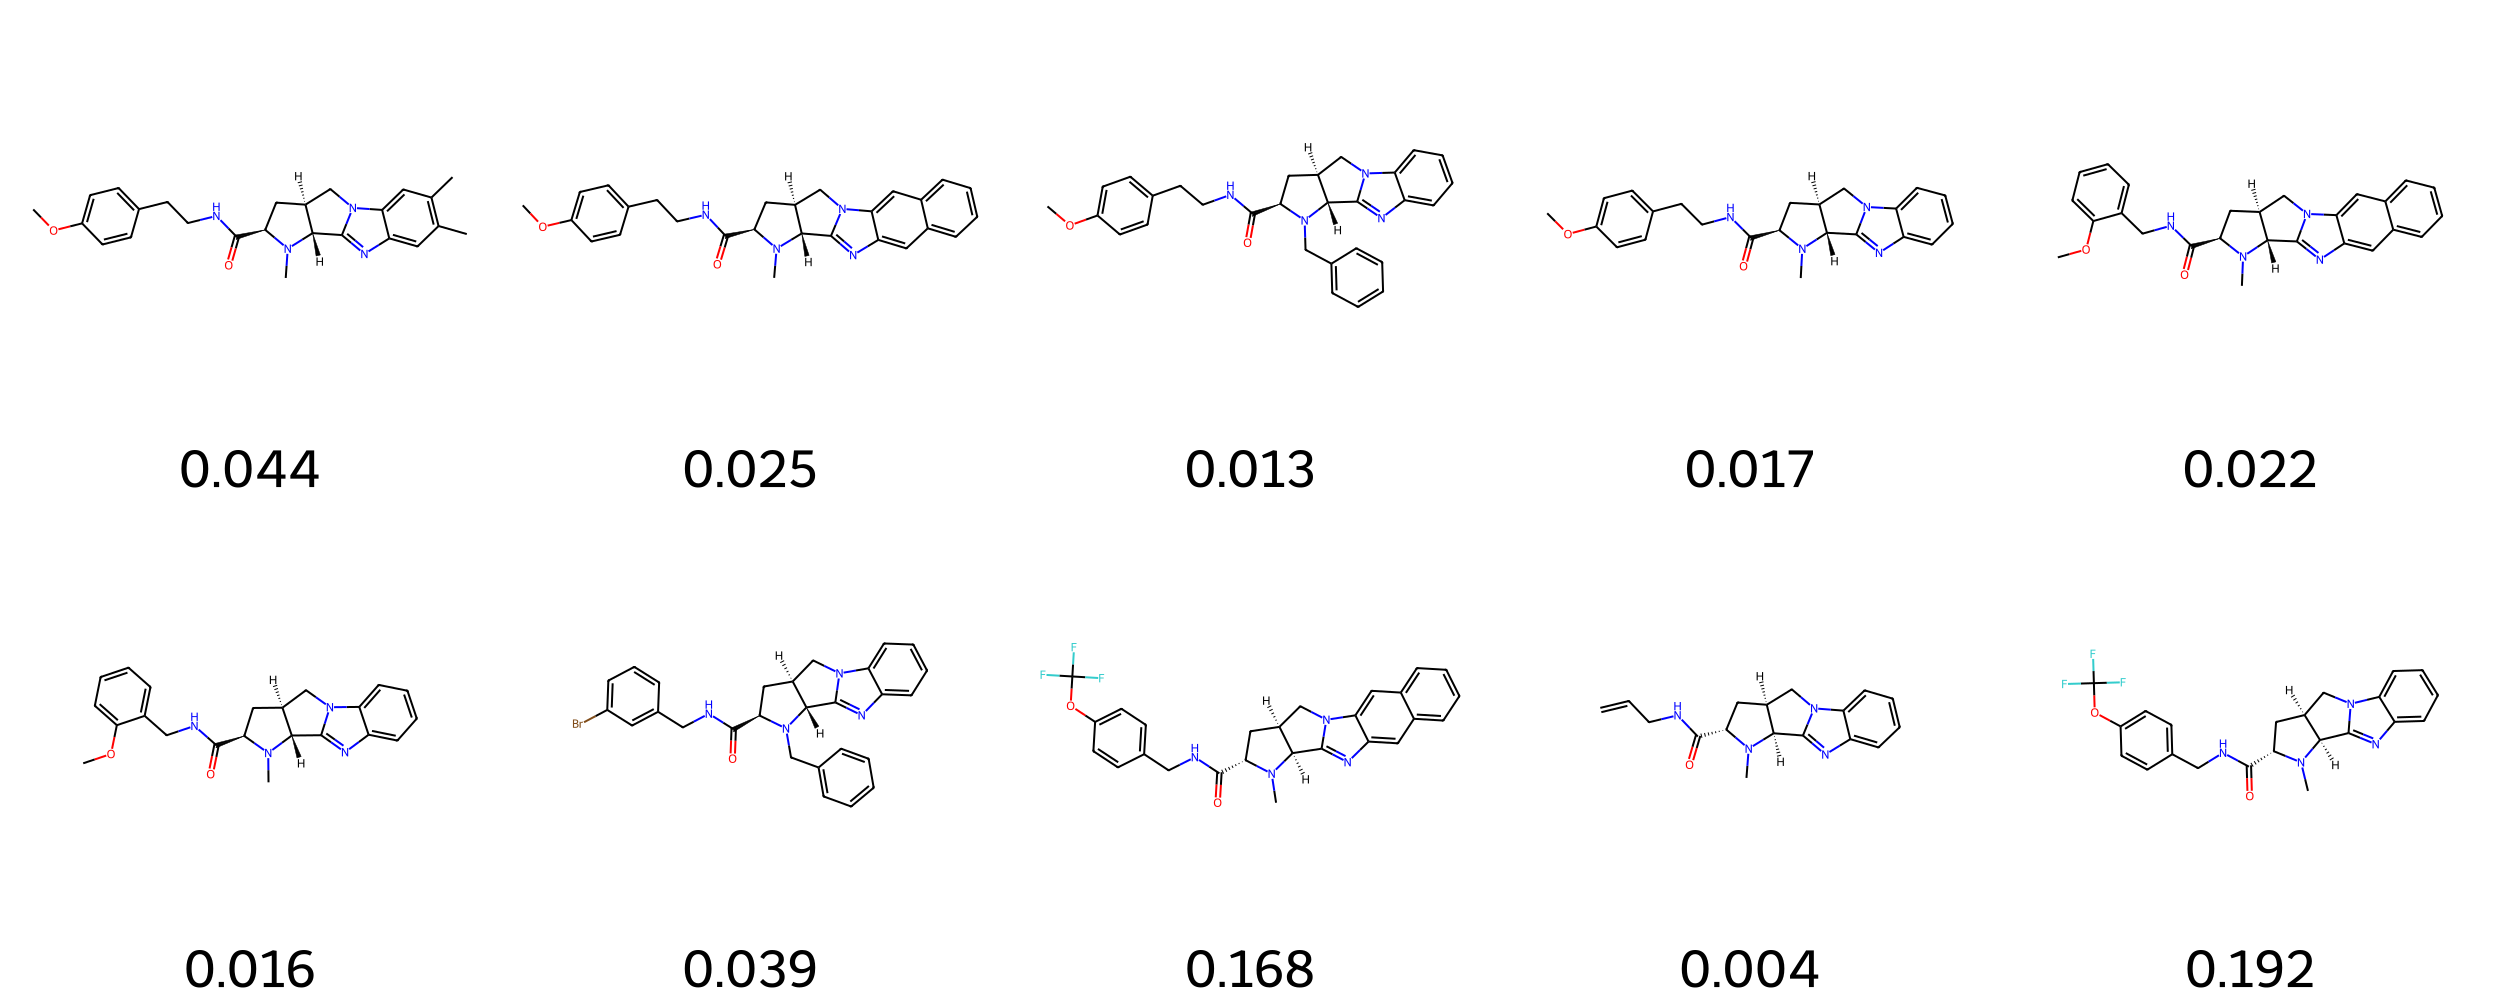 H H H H H
N N N N N
O N N O N N O N N O N N O N N
O N H O N H O N H O N H O N H
0.044 0.025 0.013 0.017 0.022
F F F F F F
H H H H H
Br O O
N N N N N
O O N N N O N N O N N O N N O N N
H H H H H
0.016 0.039 0.168 0.004 0.192